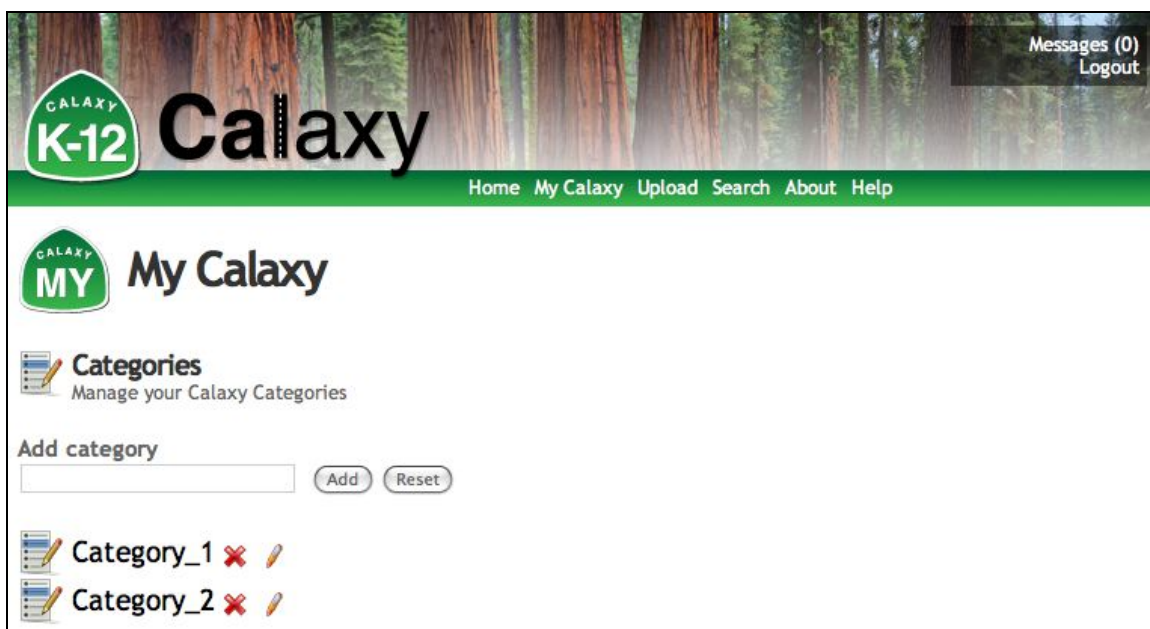 Messages (0)
Logout
CALAXY
K-12
Calaxy
Home My Calaxy Upload Search About Help
CALAXY
MY
My Calaxy
Categories
Manage your Calaxy Categories
Add category
Add Reset
Category_1
Category_2